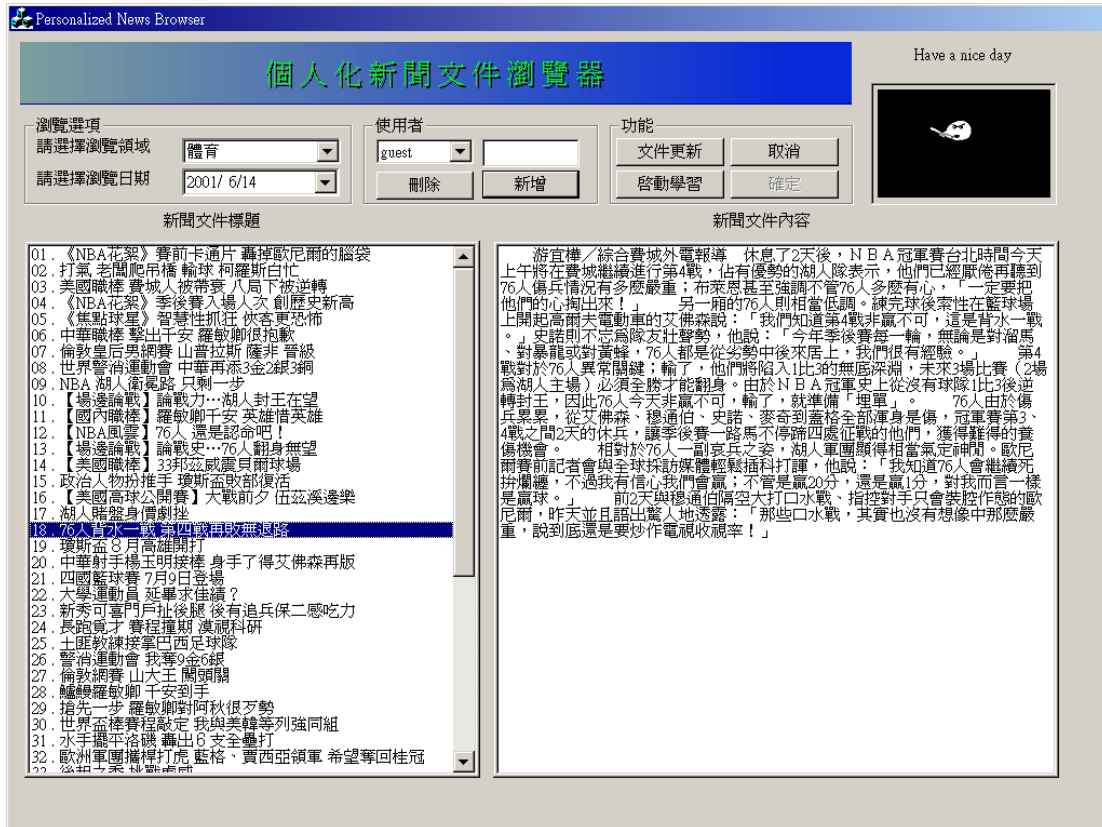 Personalized News Browser
個人化新聞文件瀏覽器
Have a nice day
瀏覽選項
請選擇瀏覽領域
體育
請選擇瀏覽日期
2001/ 6/14
使用者
guest
刪除
新增
功能
文件更新
取消
啓動學習
確定
新聞文件標題
新聞文件內容
01．《NBA花絮》賽前卡通片 轟掉歐尼爾的腦袋
02．打氣 老闆爬吊橋 輸球 柯羅斯白忙
03．美國職棒 費城人被帶衰 八局下被逆轉
04．《NBA花絮》季後賽入場人次 創歷史新高
05．《焦點球星》智慧性抓狂 俠客更恐怖
06．中華職棒 擊出千安 羅敏卿很抱歉
07．倫敦皇后男網賽 山普拉斯 薩非 晉級
08．世界警消運動會 中華再添3金2銀3銅
09．NBA 湖人衛冕路 只剩一步
10．【場邊論戰】論戰力…湖人封王在望
11．【國內職棒】羅敏卿千安 英雄惜英雄
12．【NBA風雲】76人 還是認命吧！
13．【場邊論戰】論戰史…76人翻身無望
14．【美國職棒】33邦茲威震貝爾球場
15．政治人物扮推手 瓊斯盃敗部復活
16．【美國高球公開賽】大戰前夕 伍茲溪邊樂
17．湖人賭盤身價劇挫
18．76人背水一戰 第四戰再敗無退路
19．瓊斯盃８月高雄開打
20．中華射手楊玉明接棒 身手了得艾佛森再版
21．四國籃球賽 7月9日登場
22．大學運動員 延畢求佳績？
23．新秀可喜門戶扯後腿 後有追兵保二感吃力
24．長跑覓才 賽程撞期 漠視科研
25．土匪教練接掌巴西足球隊
26．警消運動會 我奪9金6銀
27．倫敦網賽 山大王 闖頭關
28．鱸鰻羅敏卿 千安到手
29．搶先一步 羅敏卿對阿秋很歹勢
30．世界盃棒賽程敲定 我與美韓等列強同組
31．水手擺平洛磯 轟出６支全壘打
32．歐洲軍團攜桿打虎 藍格、賈西亞領軍 希望奪回桂冠
游宜樺／綜合費城外電報導　休息了2天後，ＮＢＡ冠軍賽台北時間今天
上午將在費城繼續進行第4戰，佔有優勢的湖人隊表示，他們已經厭倦再聽到
76人傷兵情況有多麼嚴重；布萊恩甚至強調不管76人多麼有心，「一定要把
他們的心掏出來！」　　另一廂的76人則相當低調。練完球後索性在籃球場
上開起高爾夫電動車的艾佛森說：「我們知道第4戰非贏不可，這是背水一戰
。」史諾則不忘爲隊友壯聲勢，他說：「今年季後賽每一輪，無論是對溜馬
、對暴龍或對黃蜂，76人都是從劣勢中後來居上，我們很有經驗。」　　第4
戰對於76人異常關鍵；輸了，他們將陷入1比3的無底深淵，未來3場比賽（2場
爲湖人主場）必須全勝才能翻身。由於ＮＢＡ冠軍史上從沒有球隊1比3後逆
轉封王，因此76人今天非贏不可，輸了，就準備「埋單」。　　76人由於傷
兵累累，從艾佛森、穆通伯、史諾、麥奇到蓋格全部渾身是傷，冠軍賽第3、
4戰之間2天的休兵，讓季後賽一路馬不停蹄四處征戰的他們，獲得難得的養
傷機會。　　相對於76人一副哀兵之姿，湖人軍團顯得相當氣定神閒。歐尼
爾賽前記者會與全球採訪媒體輕鬆插科打諢，他說：「我知道76人會繼續死
拚爛纏，不過我有信心我們會贏；不管是贏20分，還是贏1分，對我而言一樣
是贏球。」　　前2天與穆通伯隔空大打口水戰、指控對手只會裝腔作態的歐
尼爾，昨天並且語出驚人地透露：「那些口水戰，其實也沒有想像中那麼嚴
重，說到底還是要炒作電視收視率！」